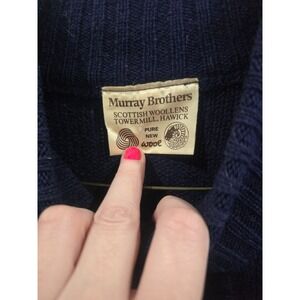 Murray Brothers
SCOTTISH WOOLLENS
TOWERMILL, HAWICK
PURE
NEW
WOOL